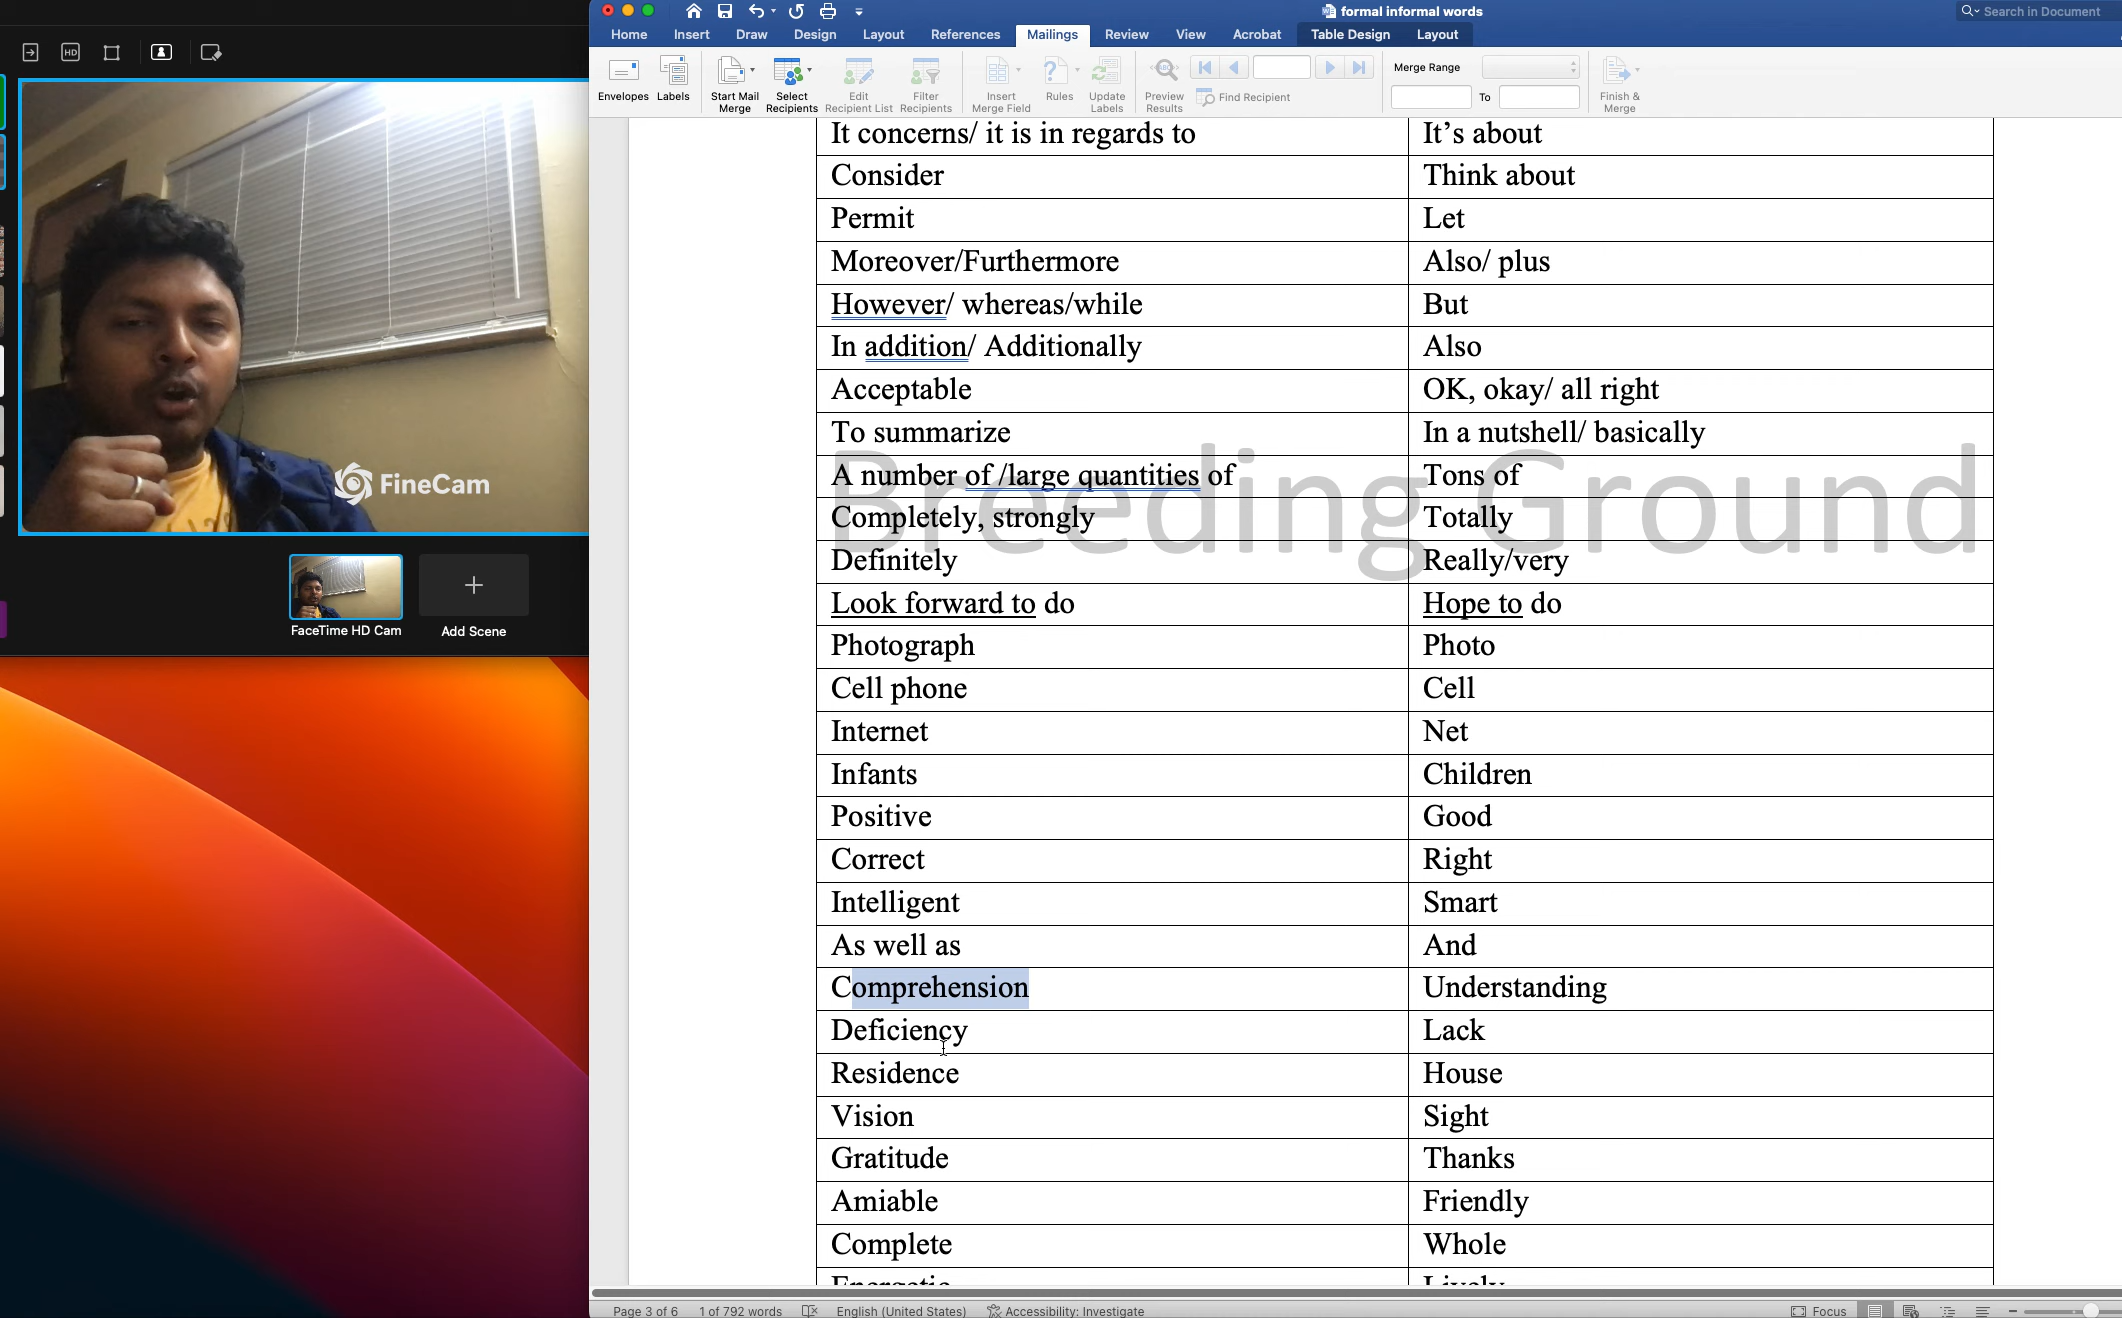 formal informal words
Search in Document
Home Insert Draw Design Layout References Mailings Review View Acrobat Table Design Layout
Envelopes Labels Start Mail Merge Select Recipients Edit Recipient List Filter Recipients Insert Merge Field Rules Update Labels Preview Results Find Recipient Merge Range To Finish & Merge
HD
FineCam
FaceTime HD Cam
Add Scene
It concerns/ it is in regards to It’s about
Consider Think about
Permit Let
Moreover/Furthermore Also/ plus
However/ whereas/while But
In addition/ Additionally Also
Acceptable OK, okay/ all right
To summarize In a nutshell/ basically
A number of /large quantities of Tons of
Breeding Ground
Completely, strongly Totally
Definitely Really/very
Look forward to do Hope to do
Photograph Photo
Cell phone Cell
Internet Net
Infants Children
Positive Good
Correct Right
Intelligent Smart
As well as And
Comprehension Understanding
Deficiency Lack
Residence House
Vision Sight
Gratitude Thanks
Amiable Friendly
Complete Whole
Energetic Lively
Page 3 of 6 1 of 792 words English (United States) Accessibility: Investigate Focus